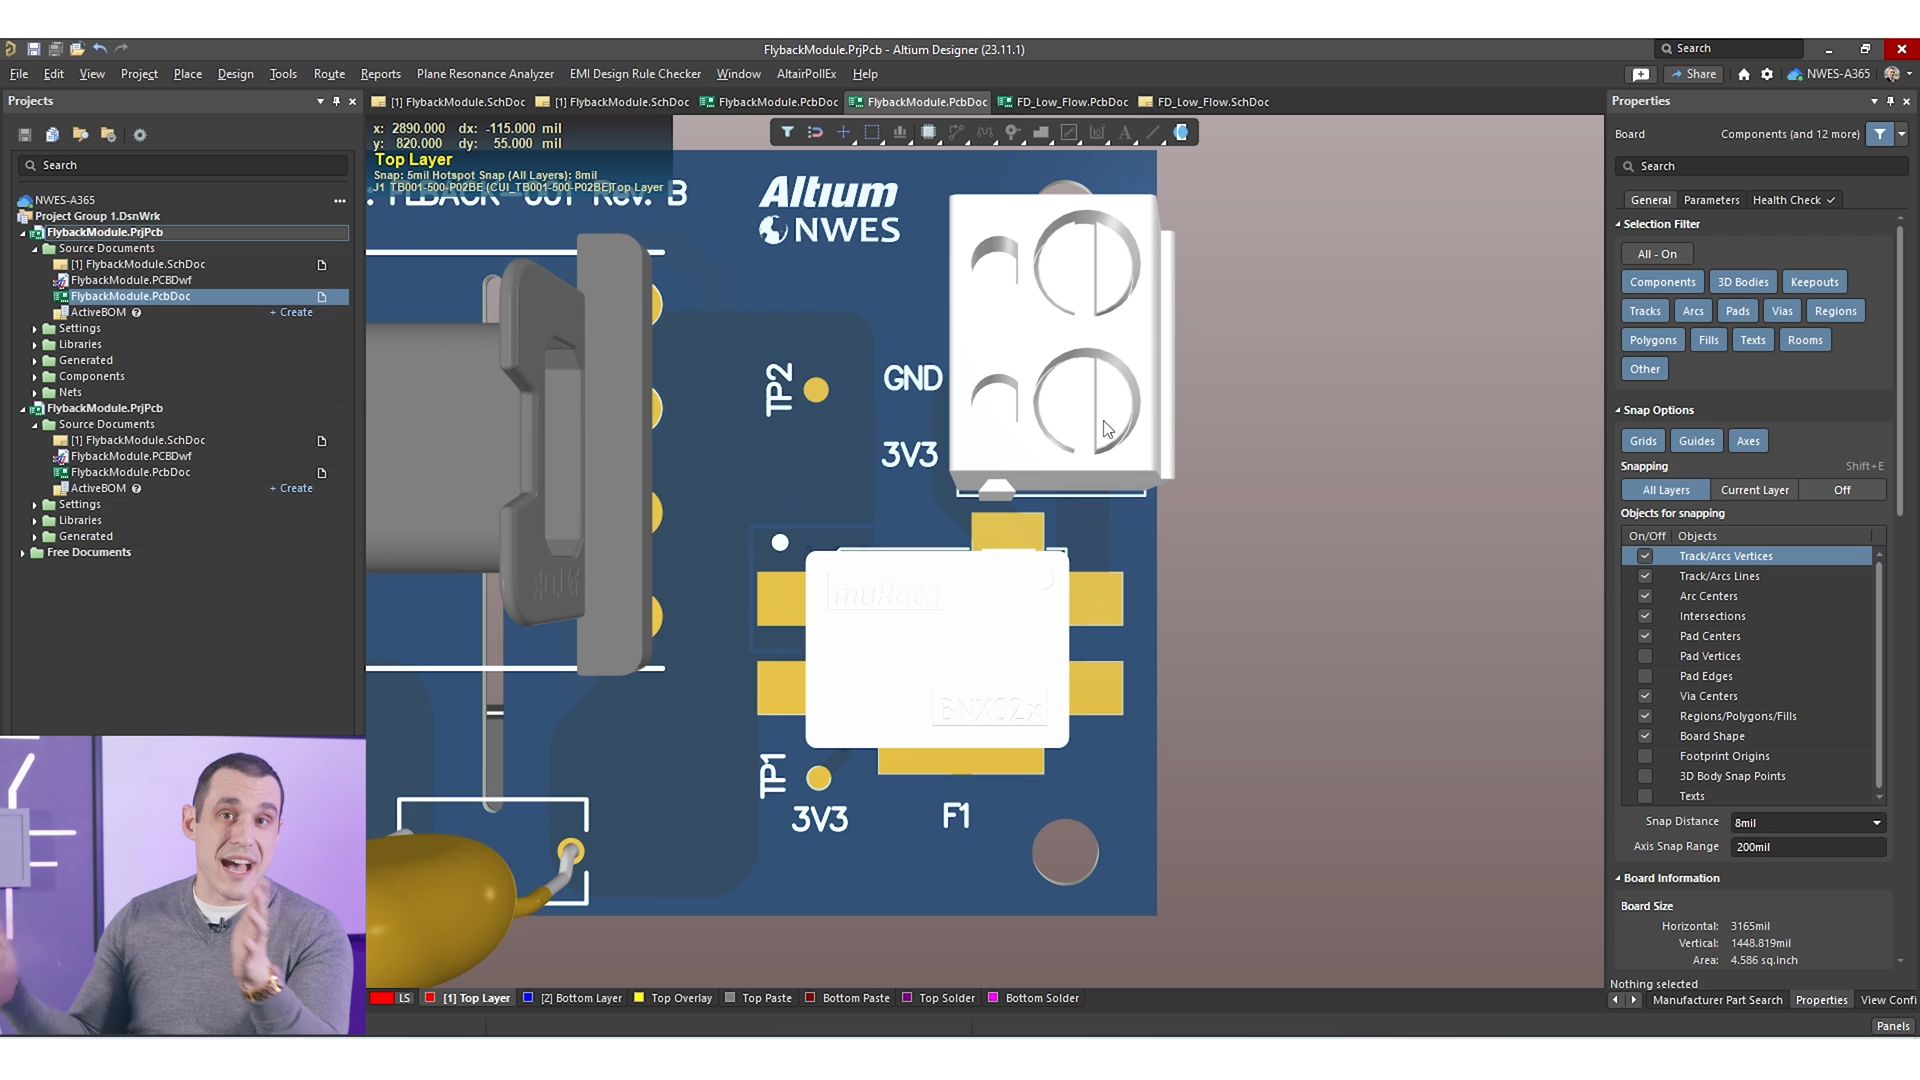 FlybackModule.PrjPcb - Altium Designer (23.11.1)
Search
File Edit View Project Place Design Tools Route Reports Plane Resonance Analyzer EMI Design Rule Checker Window AltairPollEx Help
Share
NWES-A365
Projects
[1] FlybackModule.SchDoc
[1] FlybackModule.SchDoc
FlybackModule.PcbDoc
FlybackModule.PcbDoc
FD_Low_Flow.PcbDoc
FD_Low_Flow.SchDoc
Search
NWES-A365
Project Group 1.DsnWrk
FlybackModule.PrjPcb
Source Documents
[1] FlybackModule.SchDoc
FlybackModule.PCBDwf
FlybackModule.PcbDoc
ActiveBOM + Create
Settings
Libraries
Generated
Components
Nets
FlybackModule.PrjPcb
Source Documents
[1] FlybackModule.SchDoc
FlybackModule.PCBDwf
FlybackModule.PcbDoc
ActiveBOM + Create
Settings
Libraries
Generated
Free Documents
x: 2890.000 dx: -115.000 mil
y: 820.000 dy: 55.000 mil
Top Layer
Snap: 5mil Hotspot Snap (All Layers): 8mil
J1 TB001-500-P02BE (CUI_TB001-500-P02BE)Top Layer
: FLBACK-001 Rev. B
Altium
NWES
TP2
GND
3V3
muRata
BNX02x
TP1
3V3
F1
TDK
LS
[1] Top Layer
[2] Bottom Layer
Top Overlay
Top Paste
Bottom Paste
Top Solder
Bottom Solder
Properties
Board Components (and 12 more)
Search
General Parameters Health Check
Selection Filter
All - On
Components 3D Bodies Keepouts
Tracks Arcs Pads Vias Regions
Polygons Fills Texts Rooms
Other
Snap Options
Grids Guides Axes
Snapping Shift+E
All Layers Current Layer Off
Objects for snapping
On/Off Objects
Track/Arcs Vertices
Track/Arcs Lines
Arc Centers
Intersections
Pad Centers
Pad Vertices
Pad Edges
Via Centers
Regions/Polygons/Fills
Board Shape
Footprint Origins
3D Body Snap Points
Texts
Snap Distance 8mil
Axis Snap Range 200mil
Board Information
Board Size
Horizontal: 3165mil
Vertical: 1448.819mil
Area: 4.586 sq.inch
Nothing selected
Manufacturer Part Search Properties View Confi
Panels